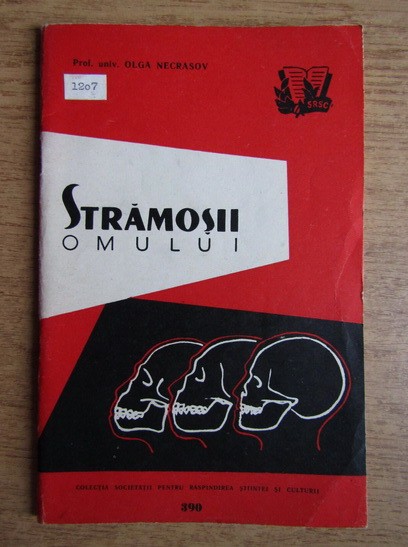 Prof. univ. OLGA NECRASOV
1207
SRSC
STRĂMOȘII
OMULUI
COLECȚIA SOCIETĂȚII PENTRU RĂSPÎNDIREA ȘTIINȚEI ȘI CULTURII
390